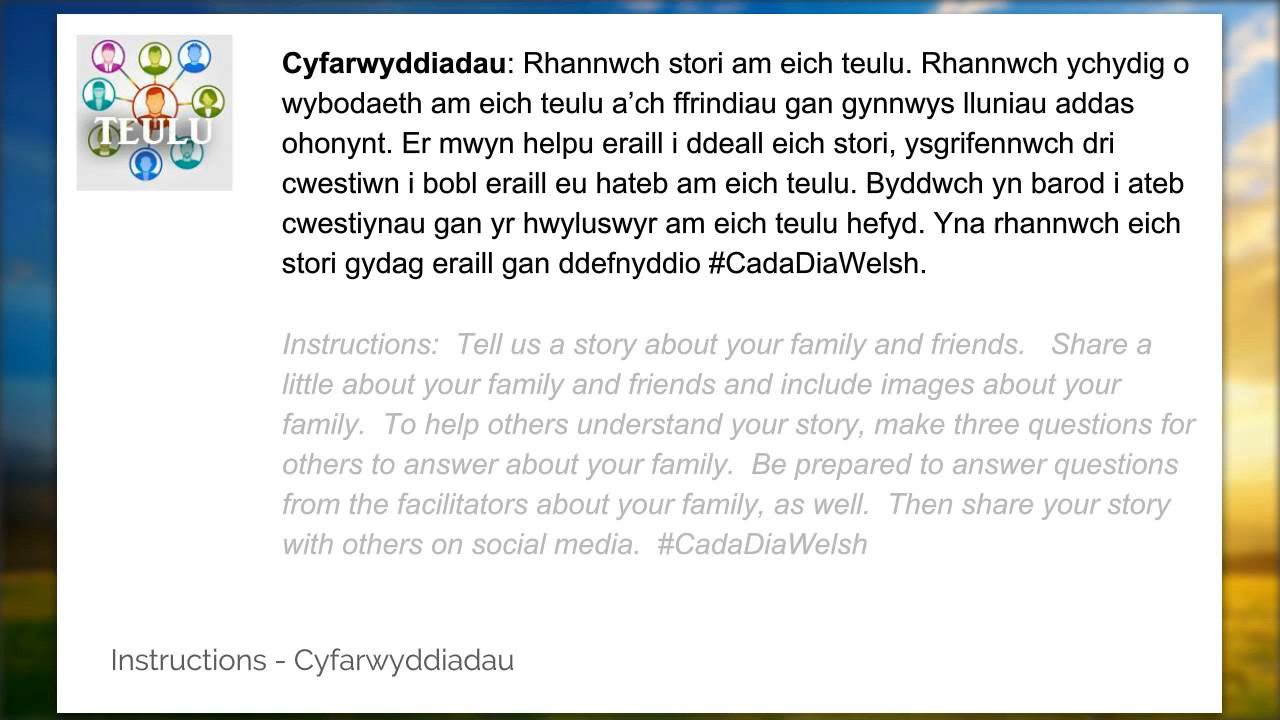 TEULU
Cyfarwyddiadau: Rhannwch stori am eich teulu. Rhannwch ychydig o
wybodaeth am eich teulu a’ch ffrindiau gan gynnwys lluniau addas
ohonynt. Er mwyn helpu eraill i ddeall eich stori, ysgrifennwch dri
cwestiwn i bobl eraill eu hateb am eich teulu. Byddwch yn barod i ateb
cwestiynau gan yr hwyluswyr am eich teulu hefyd. Yna rhannwch eich
stori gydag eraill gan ddefnyddio #CadaDiaWelsh.
Instructions:  Tell us a story about your family and friends.   Share a
little about your family and friends and include images about your
family.  To help others understand your story, make three questions for
others to answer about your family.  Be prepared to answer questions
from the facilitators about your family, as well.  Then share your story
with others on social media.  #CadaDiaWelsh
Instructions - Cyfarwyddiadau